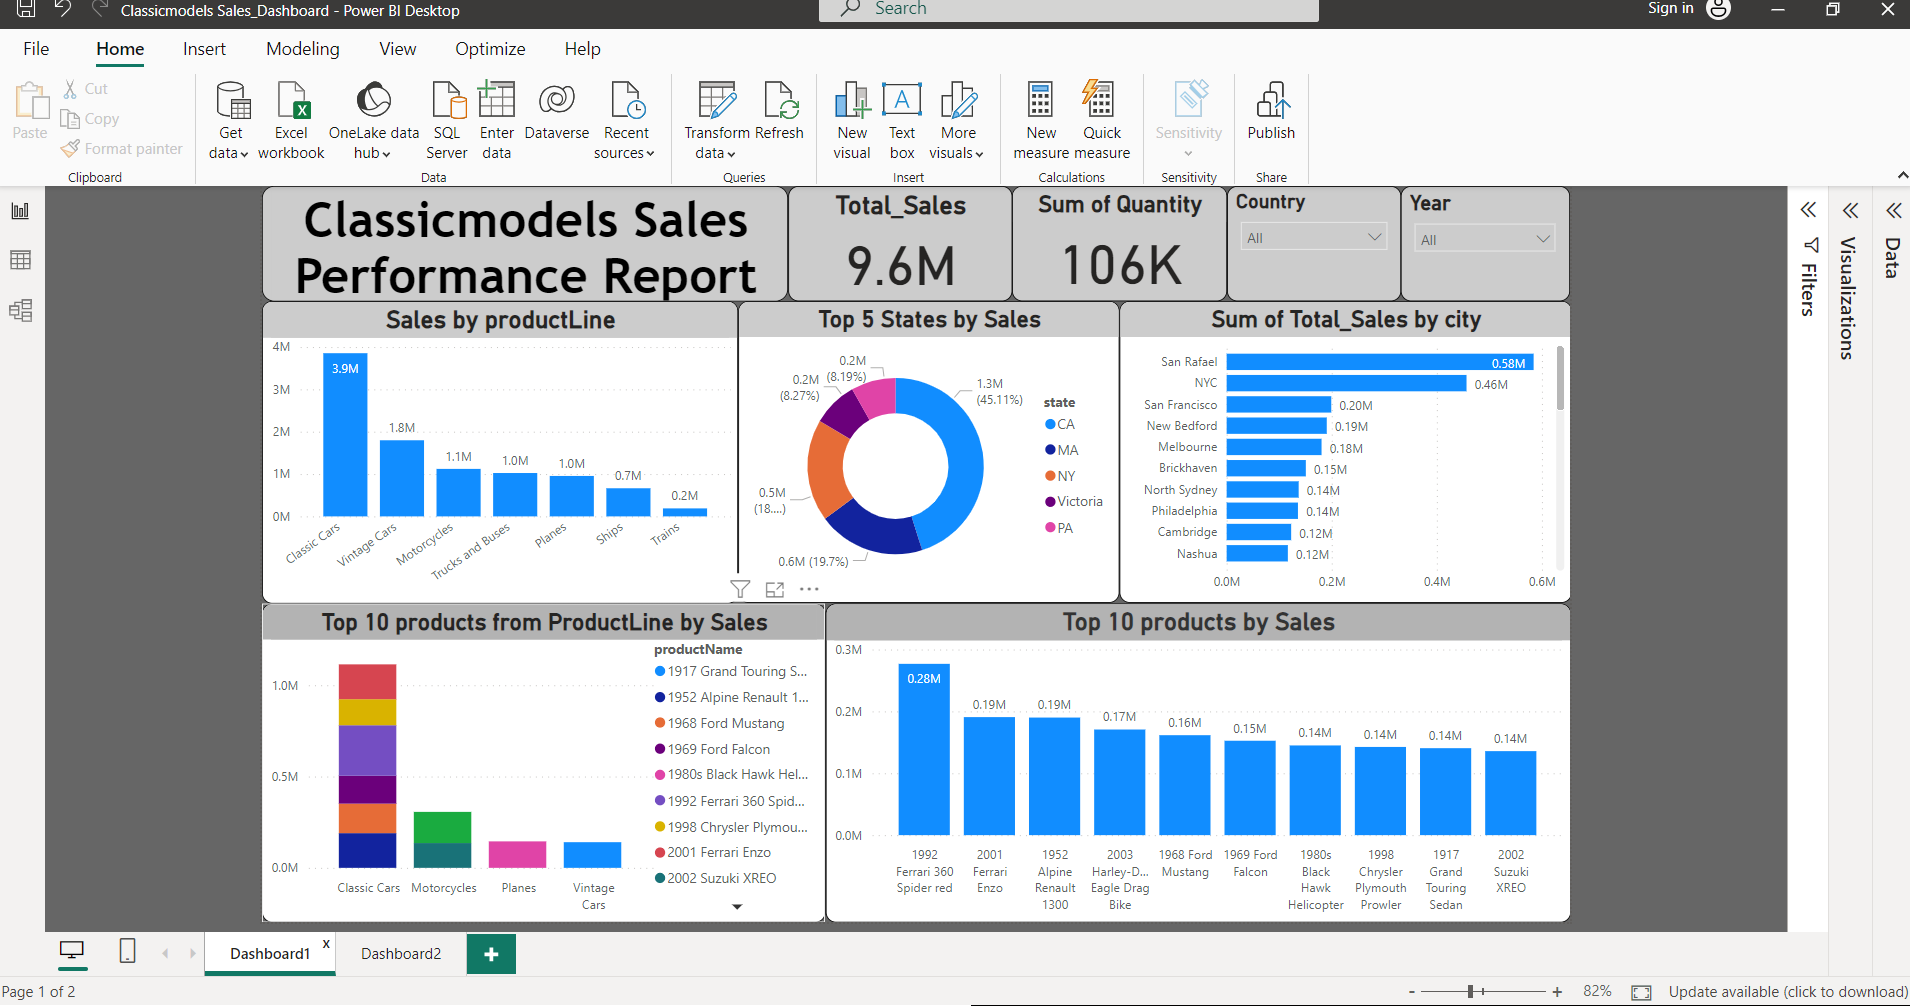 Classicmodels Sales_Dashboard - Power BI Desktop
Search
Sign in
File
Home
Insert
Modeling
View
Optimize
Help
Paste
Cut
Copy
Format painter
Clipboard
Get data
Excel workbook
OneLake data hub
SQL Server
Enter data
Dataverse
Recent sources
Data
Transform data
Refresh
Queries
New visual
Text box
A
More visuals
Insert
New measure
Quick measure
Calculations
Sensitivity
Sensitivity
Publish
Share
Classicmodels Sales
Performance Report
Total_Sales
9.6M
Sum of Quantity
106K
Country
All
Year
All
Filters
Visualizations
Data
Sales by productLine
4M
3M
2M
1M
0M
3.9M
1.8M
1.1M
1.0M
1.0M
0.7M
0.2M
Classic Cars
Vintage Cars
Motorcycles
Trucks and Buses
Planes
Ships
Trains
Top 5 States by Sales
0.2M
(8.19%)
0.2M
(8.27%)
1.3M
(45.11%)
0.5M
(18....)
0.6M (19.7%)
state
CA
MA
NY
Victoria
PA
Sum of Total_Sales by city
San Rafael 0.58M
NYC 0.46M
San Francisco 0.20M
New Bedford 0.19M
Melbourne 0.18M
Brickhaven 0.15M
North Sydney 0.14M
Philadelphia 0.14M
Cambridge 0.12M
Nashua 0.12M
0.0M 0.2M 0.4M 0.6M
Top 10 products from ProductLine by Sales
1.0M
0.5M
0.0M
Classic Cars
Motorcycles
Planes
Vintage
Cars
productName
1917 Grand Touring S...
1952 Alpine Renault 1...
1968 Ford Mustang
1969 Ford Falcon
1980s Black Hawk Hel...
1992 Ferrari 360 Spid...
1998 Chrysler Plymou...
2001 Ferrari Enzo
2002 Suzuki XREO
Top 10 products by Sales
0.3M
0.2M
0.1M
0.0M
0.28M
0.19M
0.19M
0.17M
0.16M
0.15M
0.14M
0.14M
0.14M
0.14M
1992
Ferrari 360
Spider red
2001
Ferrari
Enzo
1952
Alpine
Renault
1300
2003
Harley-D...
Eagle Drag
Bike
1968 Ford
Mustang
1969 Ford
Falcon
1980s
Black
Hawk
Helicopter
1998
Chrysler
Plymouth
Prowler
1917
Grand
Touring
Sedan
2002
Suzuki
XREO
Dashboard1
x
Dashboard2
+
Page 1 of 2
- + 82%
Update available (click to download)